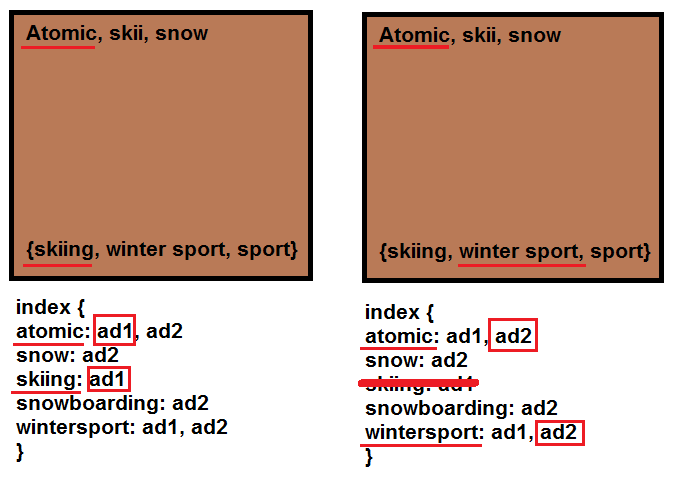 Atomic, skii, snow
{skiing, winter sport, sport}
index {
atomic: ad1, ad2
snow: ad2
skiing: ad1
snowboarding: ad2
wintersport: ad1, ad2
}
Atomic, skii, snow
{skiing, winter sport, sport}
index {
atomic: ad1, ad2
snow: ad2
skiing: ad1
snowboarding: ad2
wintersport: ad1, ad2
}